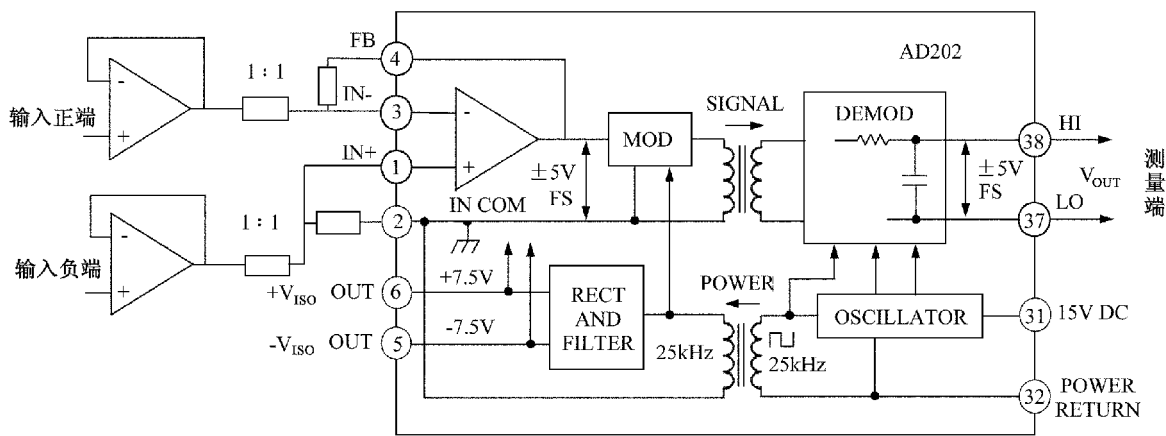 FB
4
AD202
1 : 1
IN-
3
SIGNAL
DEMOD
输入正端
-
+
-
+
MOD
38
HI
IN+
1
±5V
FS
±5V
FS
V_OUT
测量端
IN COM
2
37
LO
1 : 1
-
+
输入负端
+V_ISO OUT
6
+7.5V
POWER
RECT
AND
FILTER
OSCILLATOR
31
15V DC
-V_ISO OUT
5
-7.5V
25kHz
25kHz
32
POWER
RETURN